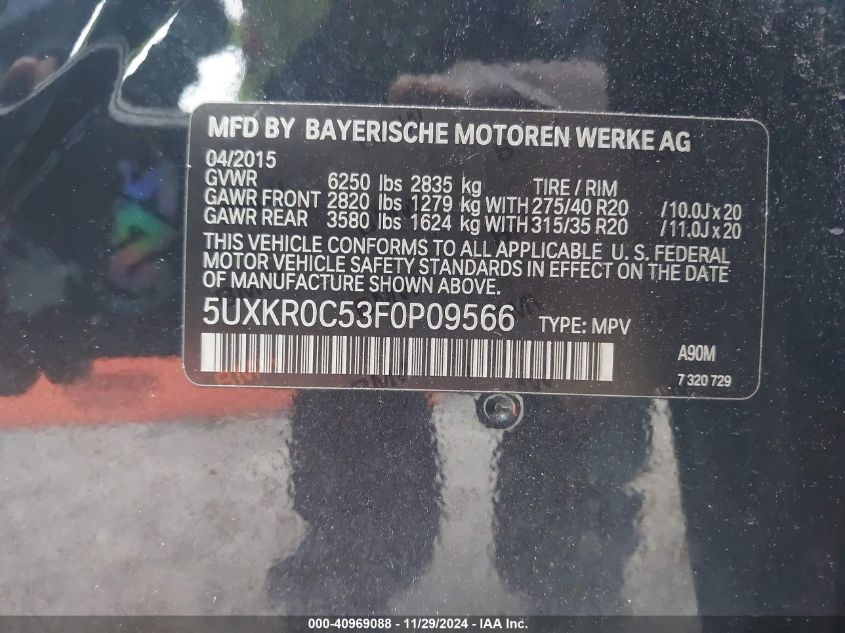 MFD BY BAYERISCHE MOTOREN WERKE AG
04/2015
GVWR 6250 lbs 2835 kg TIRE / RIM
GAWR FRONT 2820 lbs 1279 kg WITH 275/40 R20 / 10.0J x 20
GAWR REAR 3580 lbs 1624 kg WITH 315/35 R20 / 11.0J x 20
THIS VEHICLE CONFORMS TO ALL APPLICABLE U. S. FEDERAL
MOTOR VEHICLE SAFETY STANDARDS IN EFFECT ON THE DATE
OF MANUFACTURE SHOWN ABOVE.
5UXKR0C53F0P09566 TYPE: MPV
A90M
7 320 729
000-40969088 - 11/29/2024 - IAA Inc.